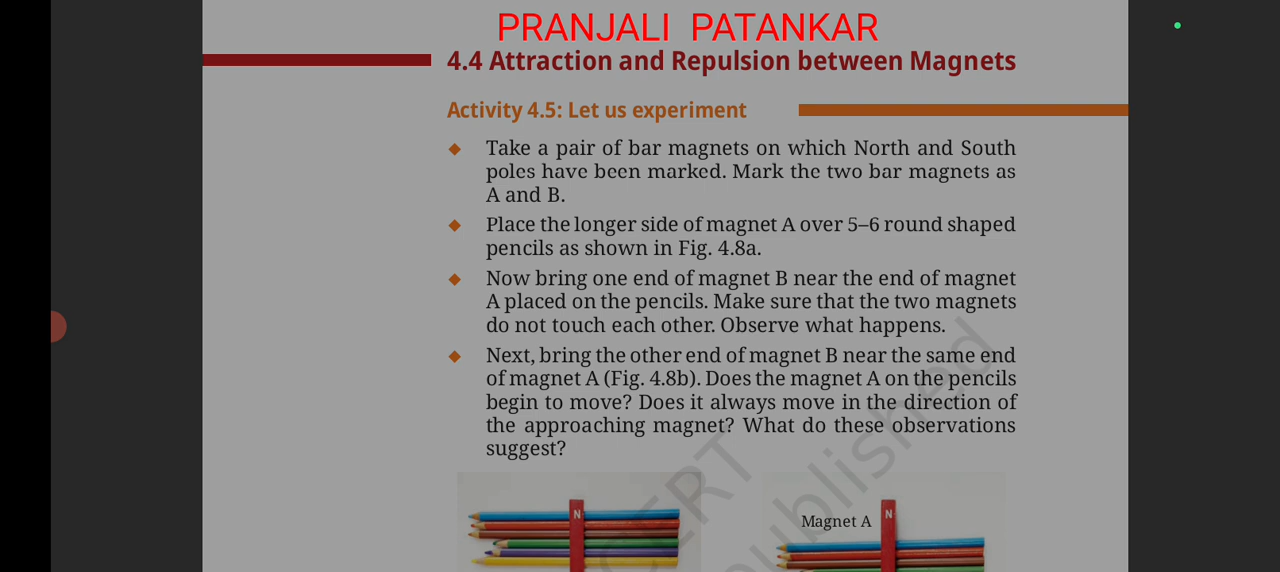 PRANJALI PATANKAR
4.4 Attraction and Repulsion between Magnets
Activity 4.5: Let us experiment
Take a pair of bar magnets on which North and South
poles have been marked. Mark the two bar magnets as
A and B.
Place the longer side of magnet A over 5–6 round shaped
pencils as shown in Fig. 4.8a.
Now bring one end of magnet B near the end of magnet
A placed on the pencils. Make sure that the two magnets
do not touch each other. Observe what happens.
Next, bring the other end of magnet B near the same end
of magnet A (Fig. 4.8b). Does the magnet A on the pencils
begin to move? Does it always move in the direction of
the approaching magnet? What do these observations
suggest?
N
Magnet A
N
CERT
published